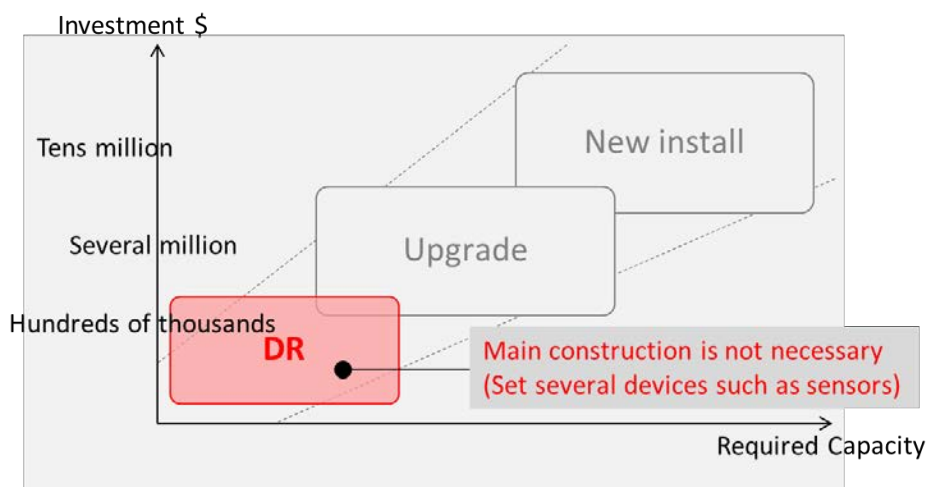 Investment $
Tens million
New install
Several million
Upgrade
Hundreds of thousands
DR
Main construction is not necessary
(Set several devices such as sensors)
Required Capacity